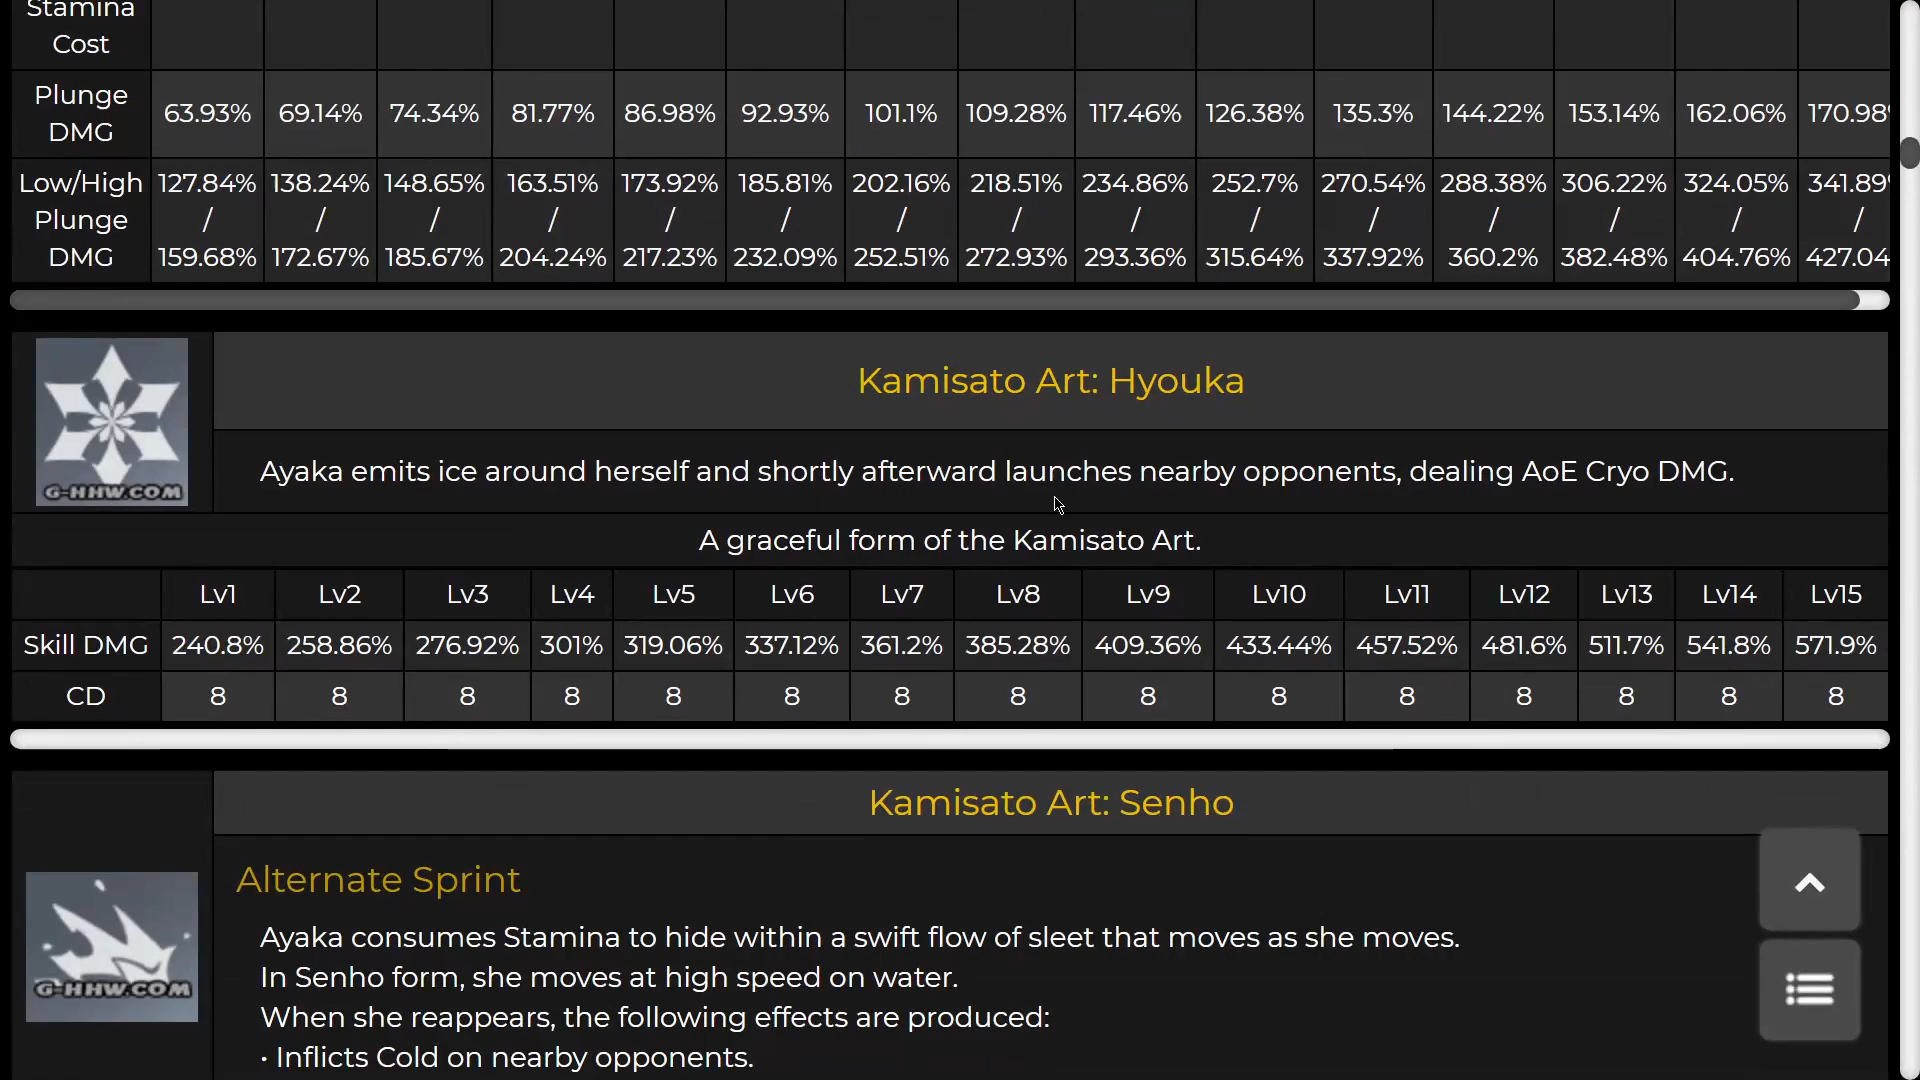 Stamina
Cost
Plunge DMG 63.93% 69.14% 74.34% 81.77% 86.98% 92.93% 101.1% 109.28% 117.46% 126.38% 135.3% 144.22% 153.14% 162.06% 170.98%
Low/High 127.84% 138.24% 148.65% 163.51% 173.92% 185.81% 202.16% 218.51% 234.86% 252.7% 270.54% 288.38% 306.22% 324.05% 341.89%
Plunge / / / / / / / / / / / / / / /
DMG 159.68% 172.67% 185.67% 204.24% 217.23% 232.09% 252.51% 272.93% 293.36% 315.64% 337.92% 360.2% 382.48% 404.76% 427.04
Kamisato Art: Hyouka
G-HHW.COM
Ayaka emits ice around herself and shortly afterward launches nearby opponents, dealing AoE Cryo DMG.
A graceful form of the Kamisato Art.
Lv1 Lv2 Lv3 Lv4 Lv5 Lv6 Lv7 Lv8 Lv9 Lv10 Lv11 Lv12 Lv13 Lv14 Lv15
Skill DMG 240.8% 258.86% 276.92% 301% 319.06% 337.12% 361.2% 385.28% 409.36% 433.44% 457.52% 481.6% 511.7% 541.8% 571.9%
CD 8 8 8 8 8 8 8 8 8 8 8 8 8 8 8
Kamisato Art: Senho
G-HHW.COM
Alternate Sprint
Ayaka consumes Stamina to hide within a swift flow of sleet that moves as she moves.
In Senho form, she moves at high speed on water.
When she reappears, the following effects are produced:
• Inflicts Cold on nearby opponents.